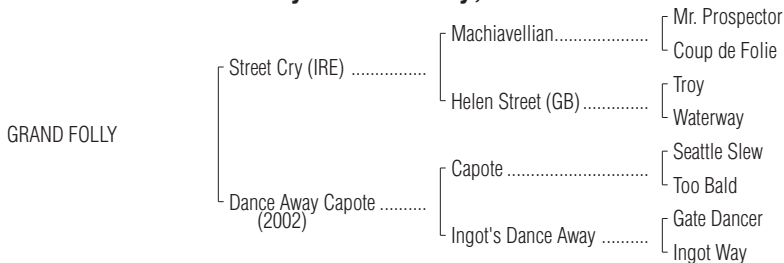 Mr. Prospector
Machiavellian....................
Coup de Folie
Street Cry (IRE) ................
Troy
Helen Street (GB)..............
Waterway
GRAND FOLLY
Seattle Slew
Capote ..............................
Too Bald
Dance Away Capote ..........
(2002)
Gate Dancer
Ingot's Dance Away ..........
Ingot Way